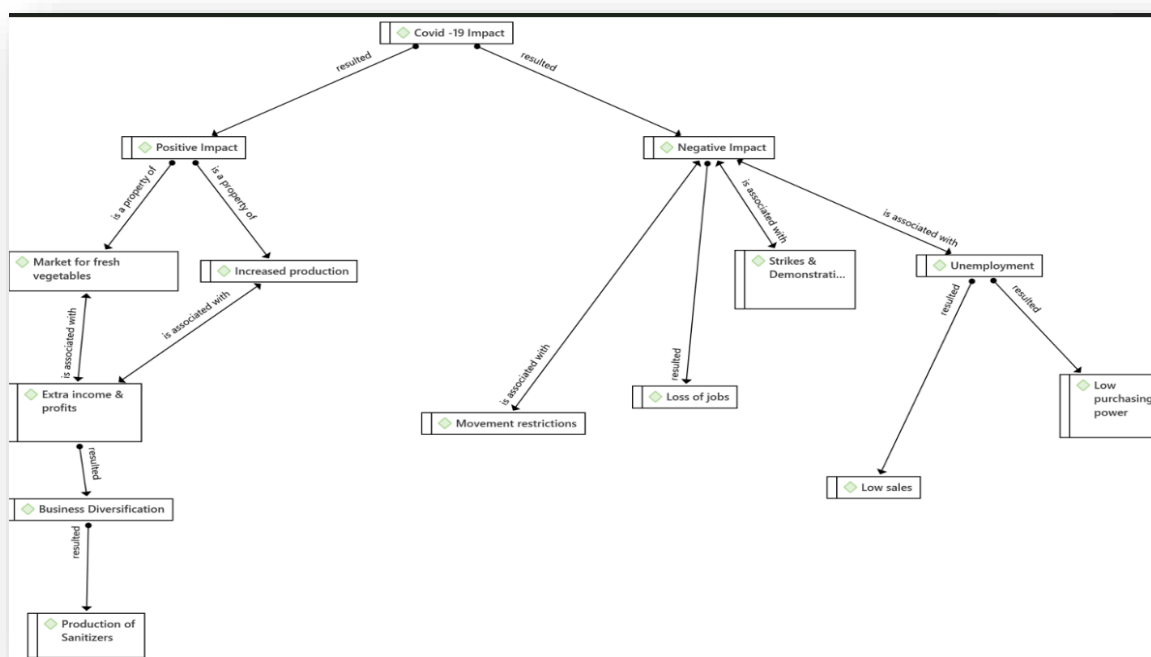 Covid -19 Impact
resulted
resulted
Positive Impact
Negative Impact
is a property of
is a property of
is associated with
is associated with
Market for fresh
vegetables
Increased production
Strikes &
Demonstrati...
Unemployment
is associated with
is associated with
is associated with
resulted
resulted
resulted
Extra income &
profits
Loss of jobs
Low
purchasing
power
Movement restrictions
resulted
Business Diversification
Low sales
resulted
Production of
Sanitizers